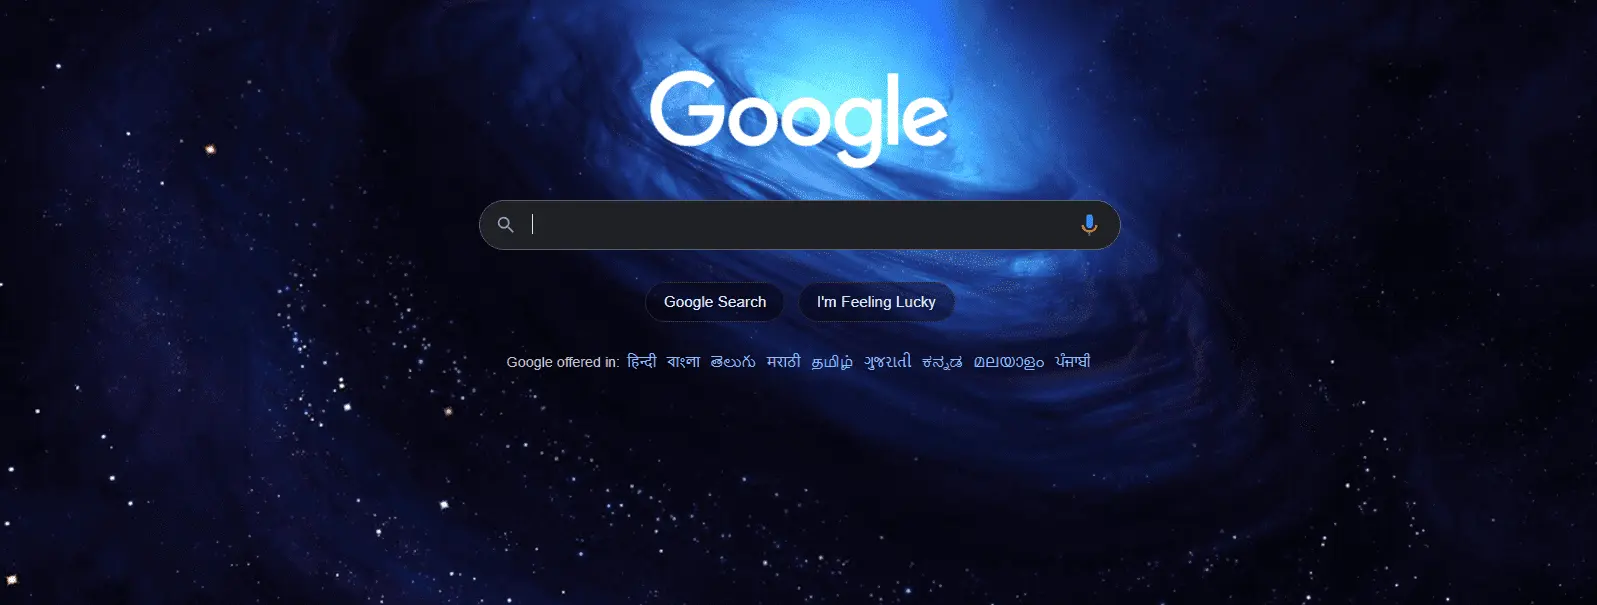 Google
Google Search
I'm Feeling Lucky
Google offered in: हिन्दी বাংলা తెలుగు मराठी தமிழ் ગુજરાતી ಕನ್ನಡ മലയാളം ਪੰਜਾਬੀ